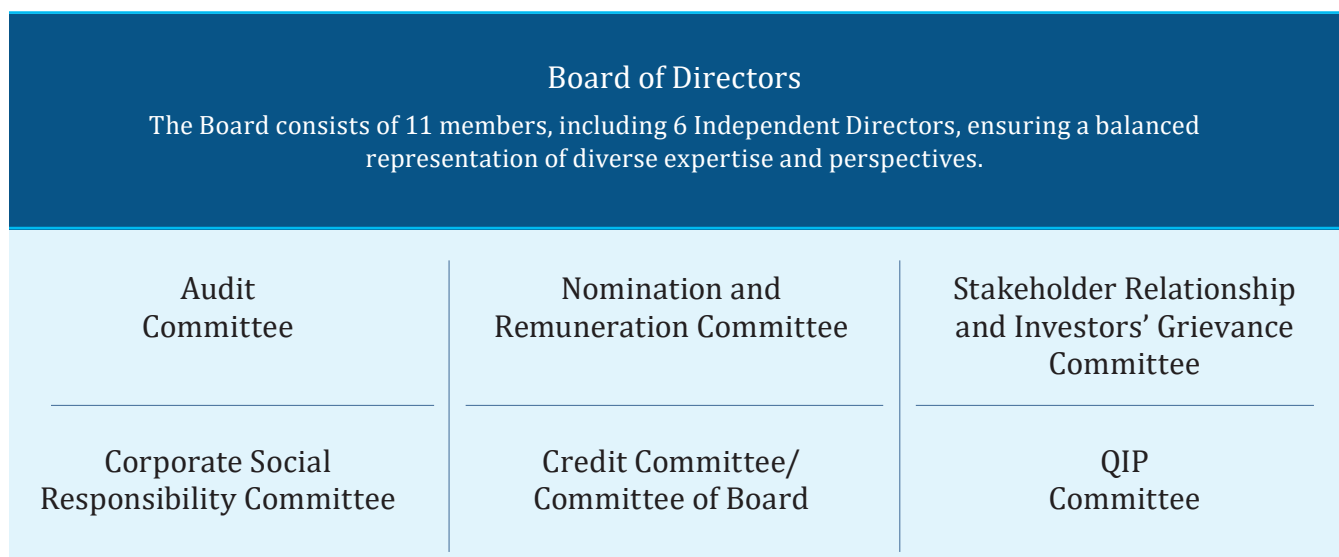 Board of Directors
The Board consists of 11 members, including 6 Independent Directors, ensuring a balanced
representation of diverse expertise and perspectives.
Audit
Committee
Nomination and
Remuneration Committee
Stakeholder Relationship
and Investors’ Grievance
Committee
Corporate Social
Responsibility Committee
Credit Committee/
Committee of Board
QIP
Committee